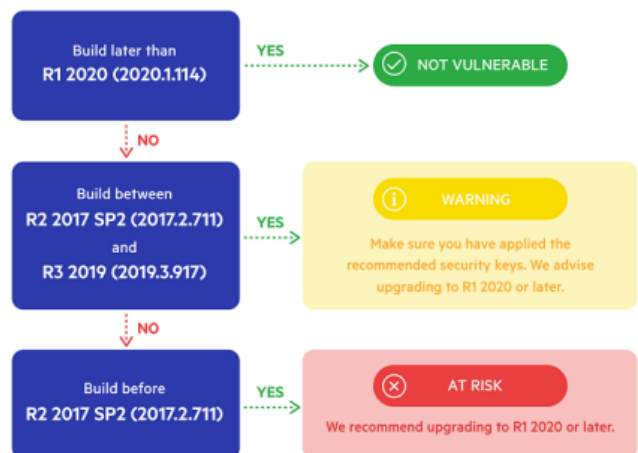 Build later than
R1 2020 (2020.1.114)
YES
NOT VULNERABLE
NO
Build between
R2 2017 SP2 (2017.2.711)
and
R3 2019 (2019.3.917)
YES
WARNING
Make sure you have applied the
recommended security keys. We advise
upgrading to R1 2020 or later.
NO
Build before
R2 2017 SP2 (2017.2.711)
YES
AT RISK
We recommend upgrading to R1 2020 or later.